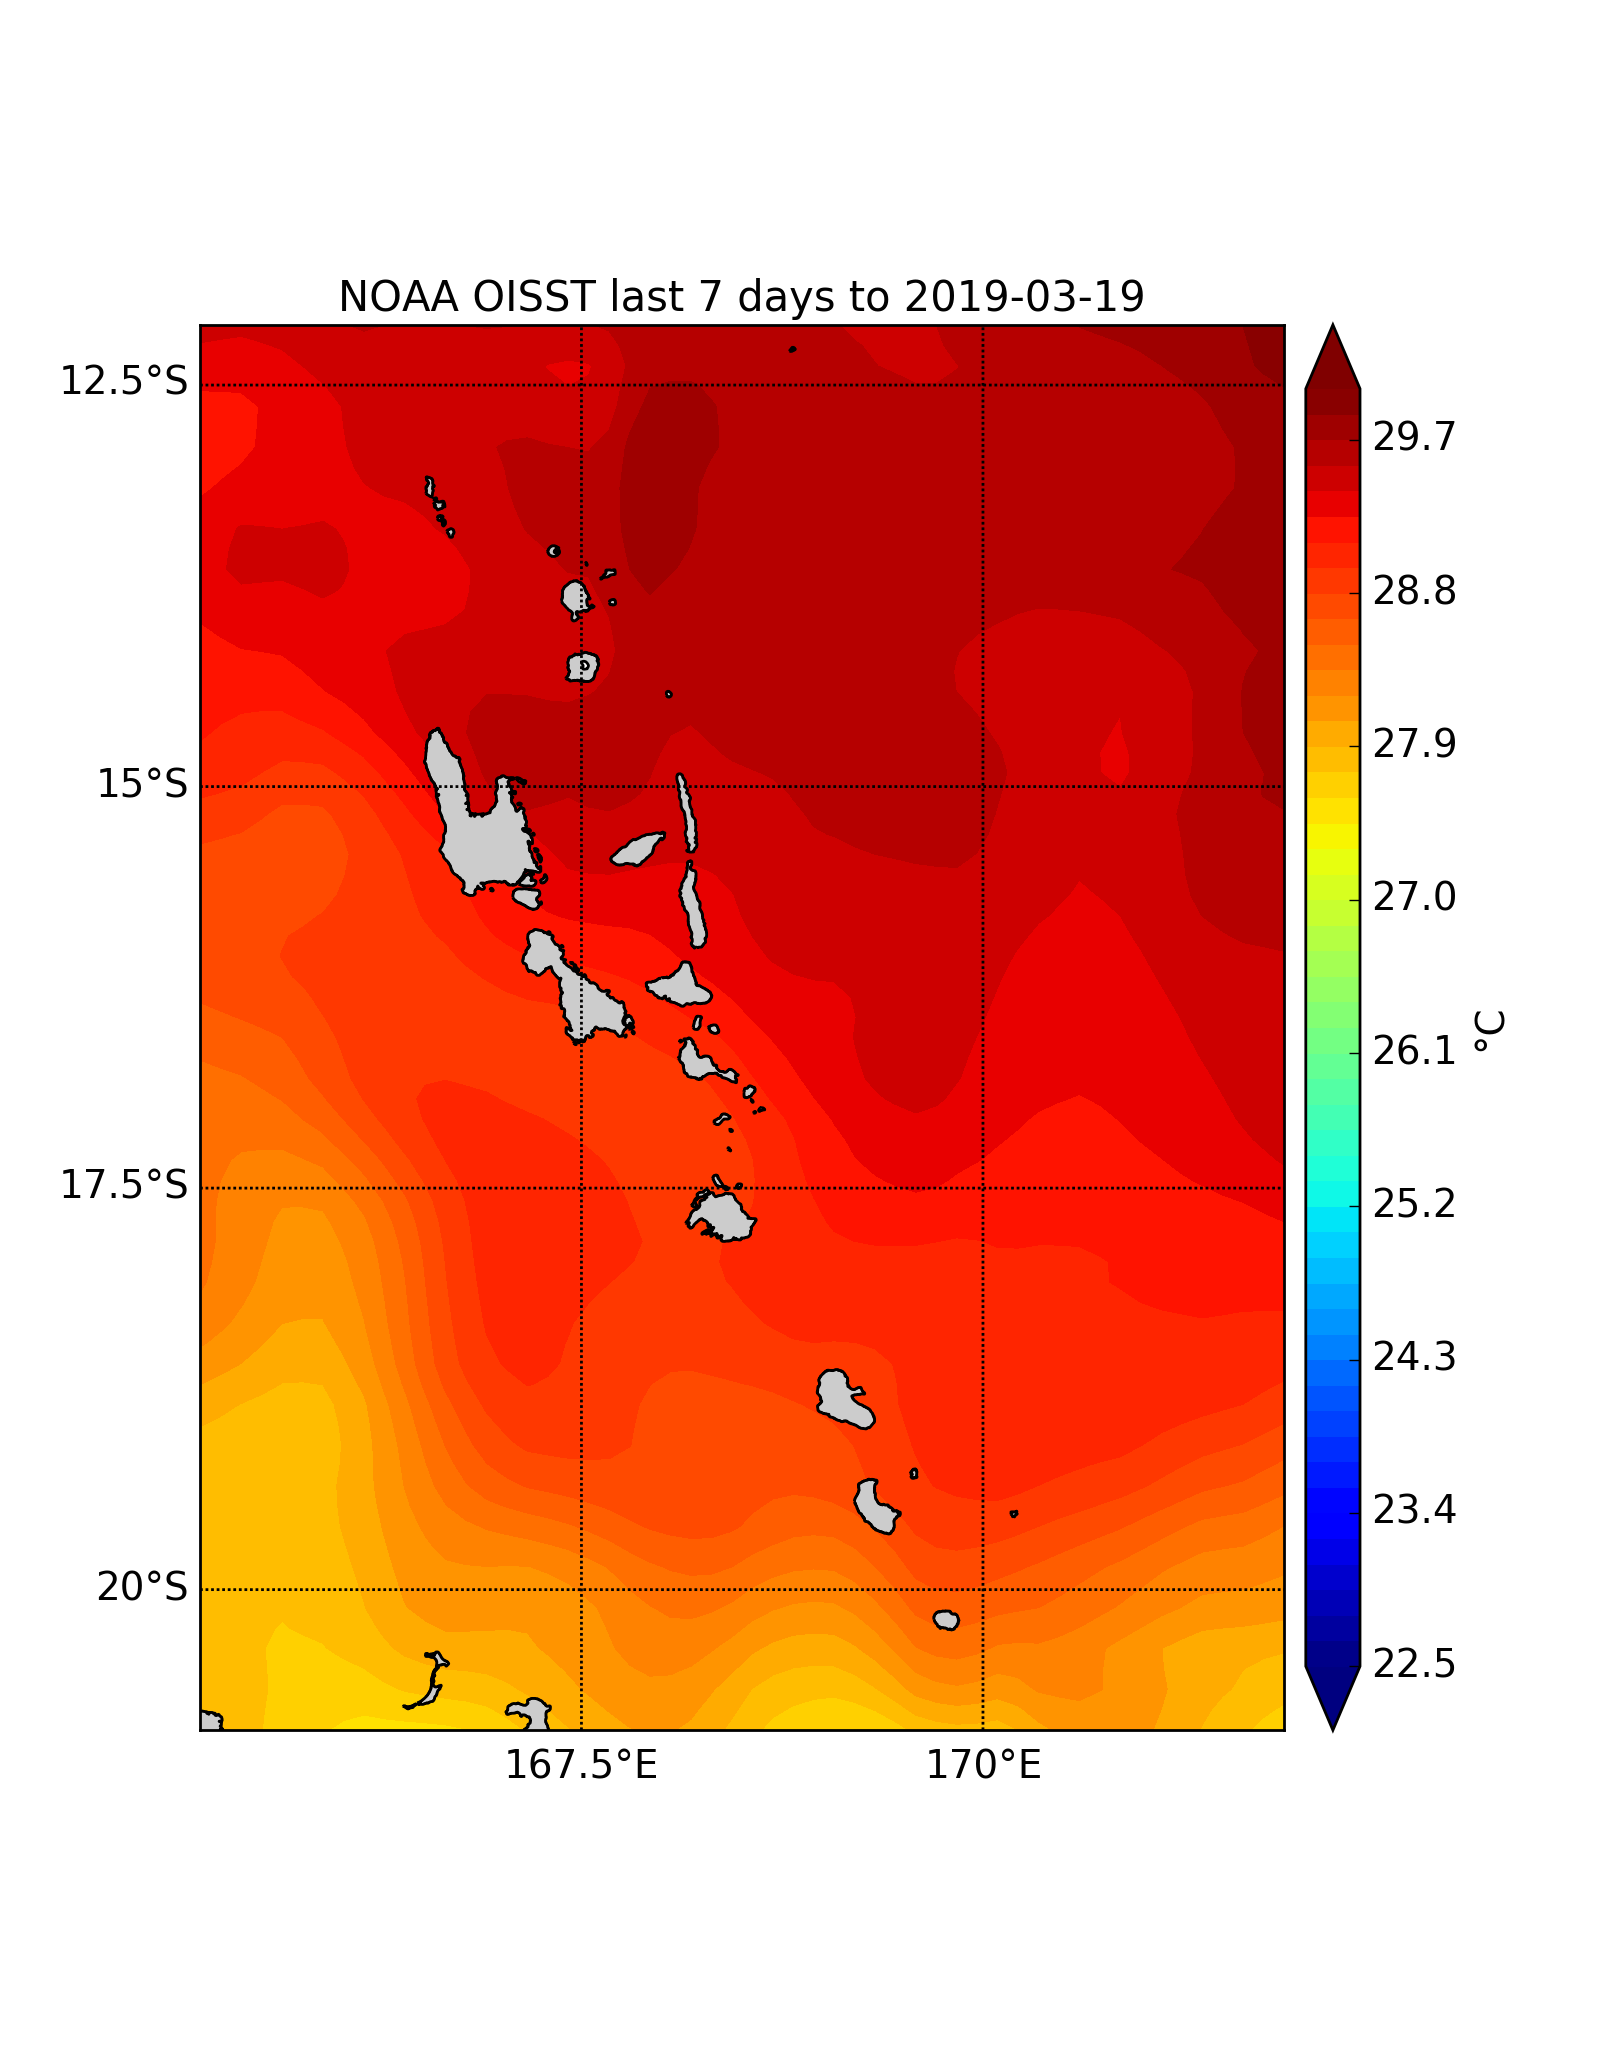 NOAA OISST last 7 days to 2019-03-19
12.5°S
15°S
17.5°S
20°S
167.5°E
170°E
29.7
28.8
27.9
27.0
26.1
25.2
24.3
23.4
22.5
°C